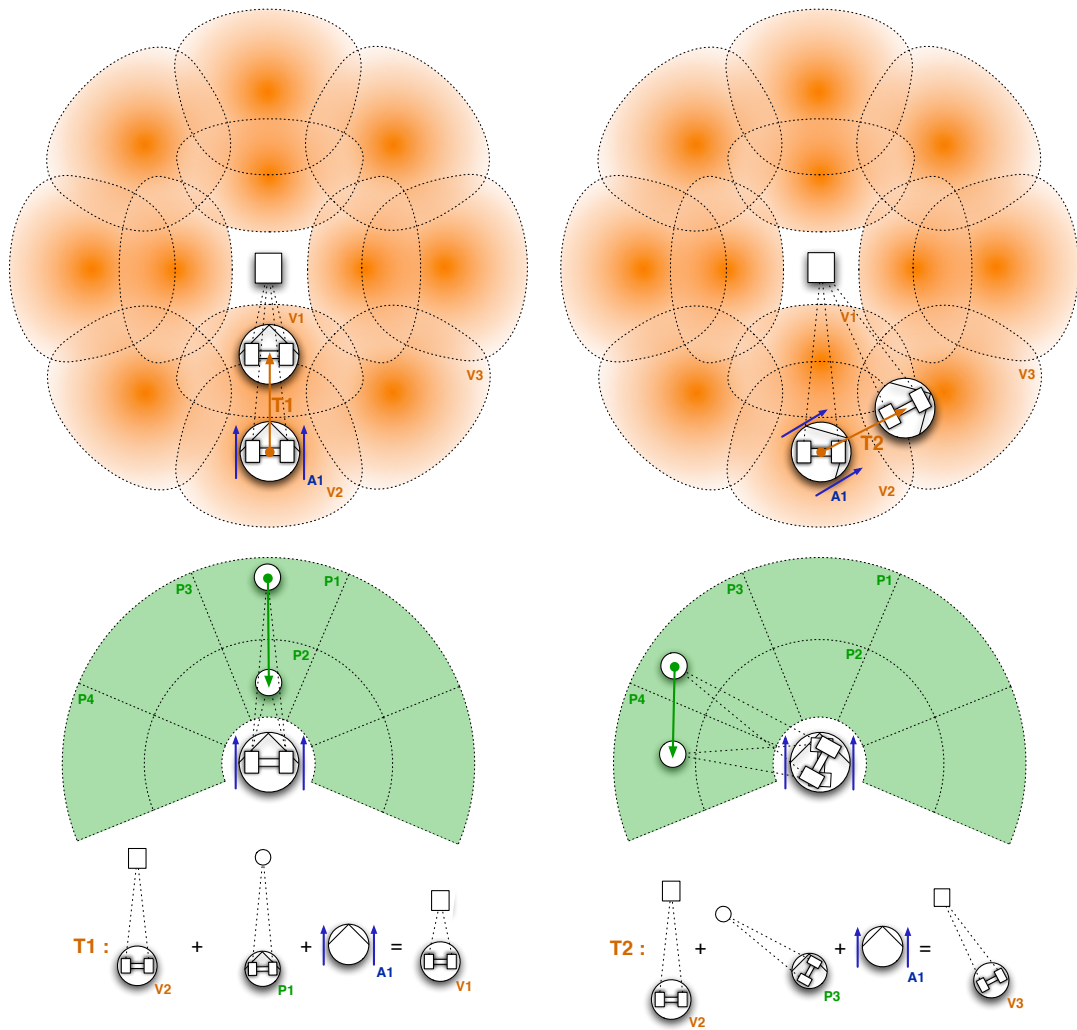 V1
V3
T1
A1
V2
V1
V3
T2
A1
V2
P3
P1
P2
P4
P3
P1
P2
P4
T1 : + + =
V2
P1
A1
V1
T2 : + + =
V2
P3
A1
V3